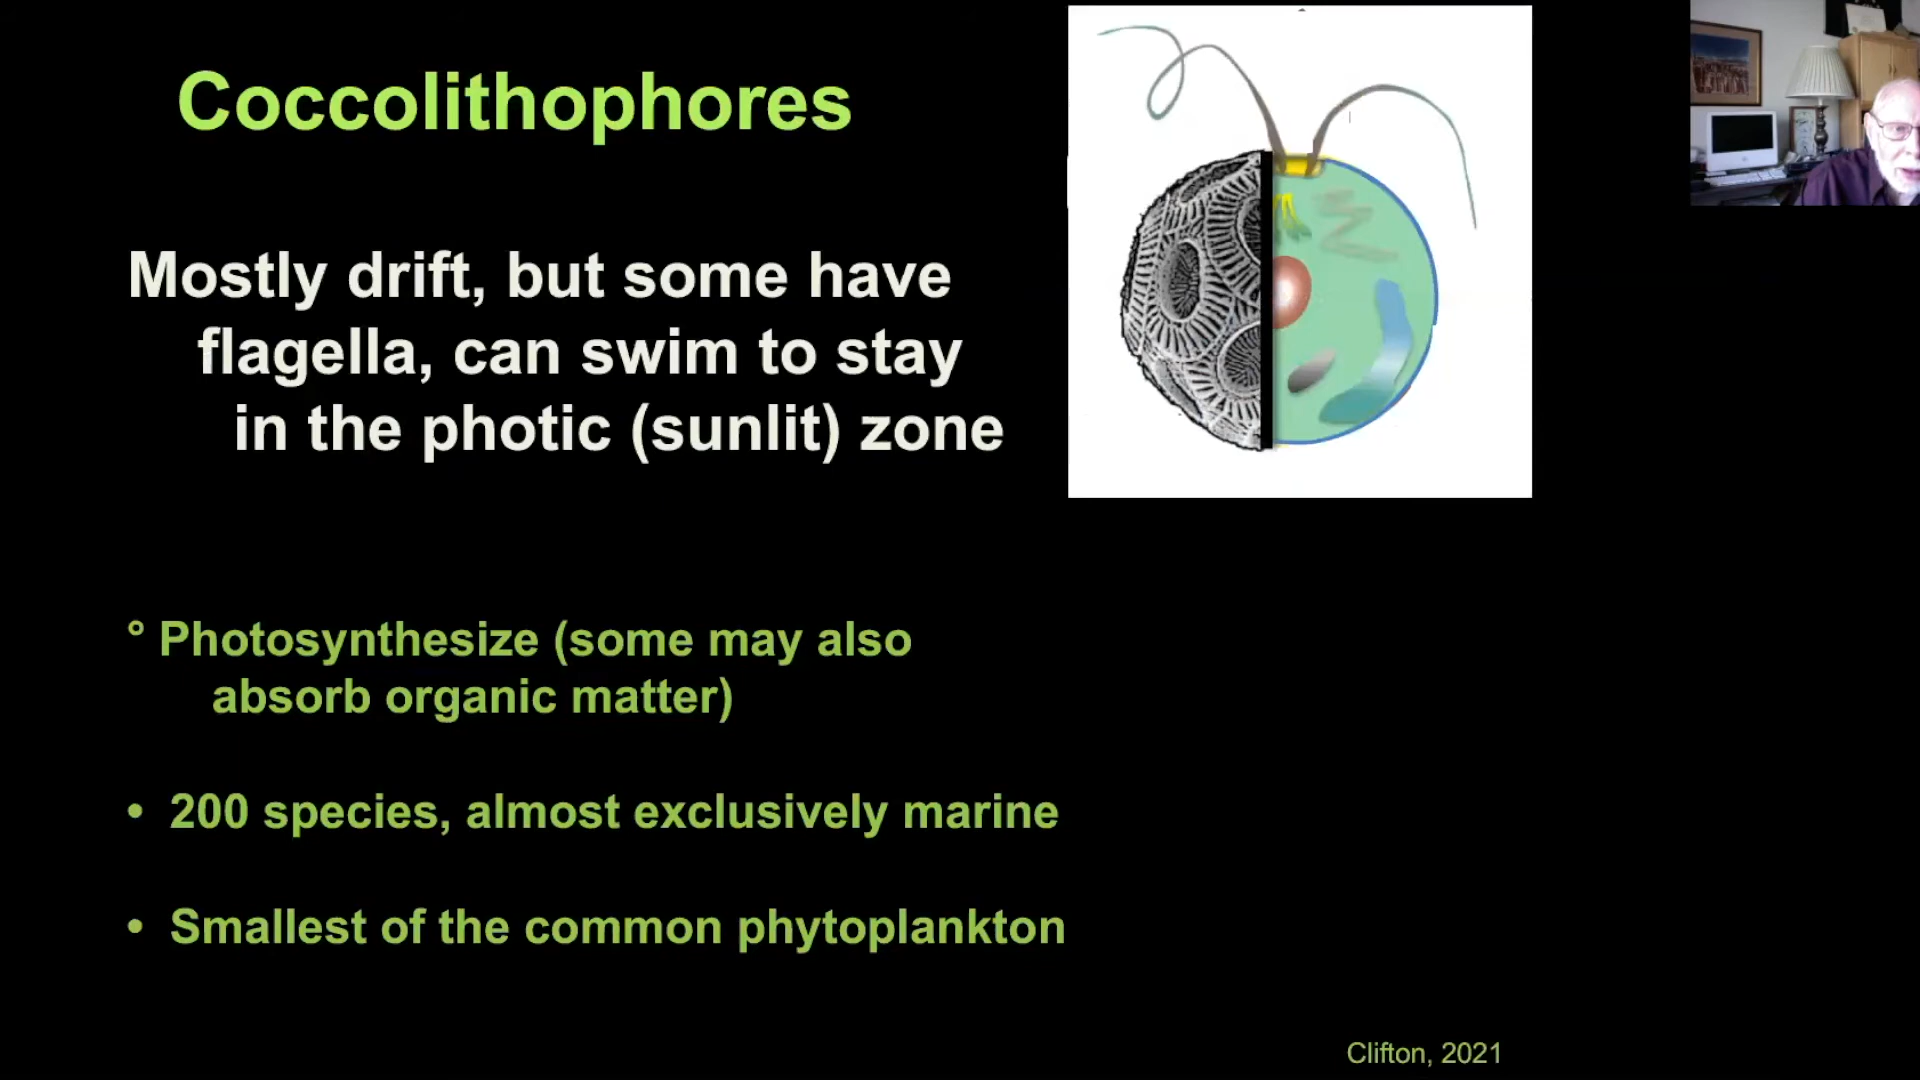 Coccolithophores
Mostly drift, but some have
flagella, can swim to stay
in the photic (sunlit) zone
° Photosynthesize (some may also
absorb organic matter)
• 200 species, almost exclusively marine
• Smallest of the common phytoplankton
Clifton, 2021